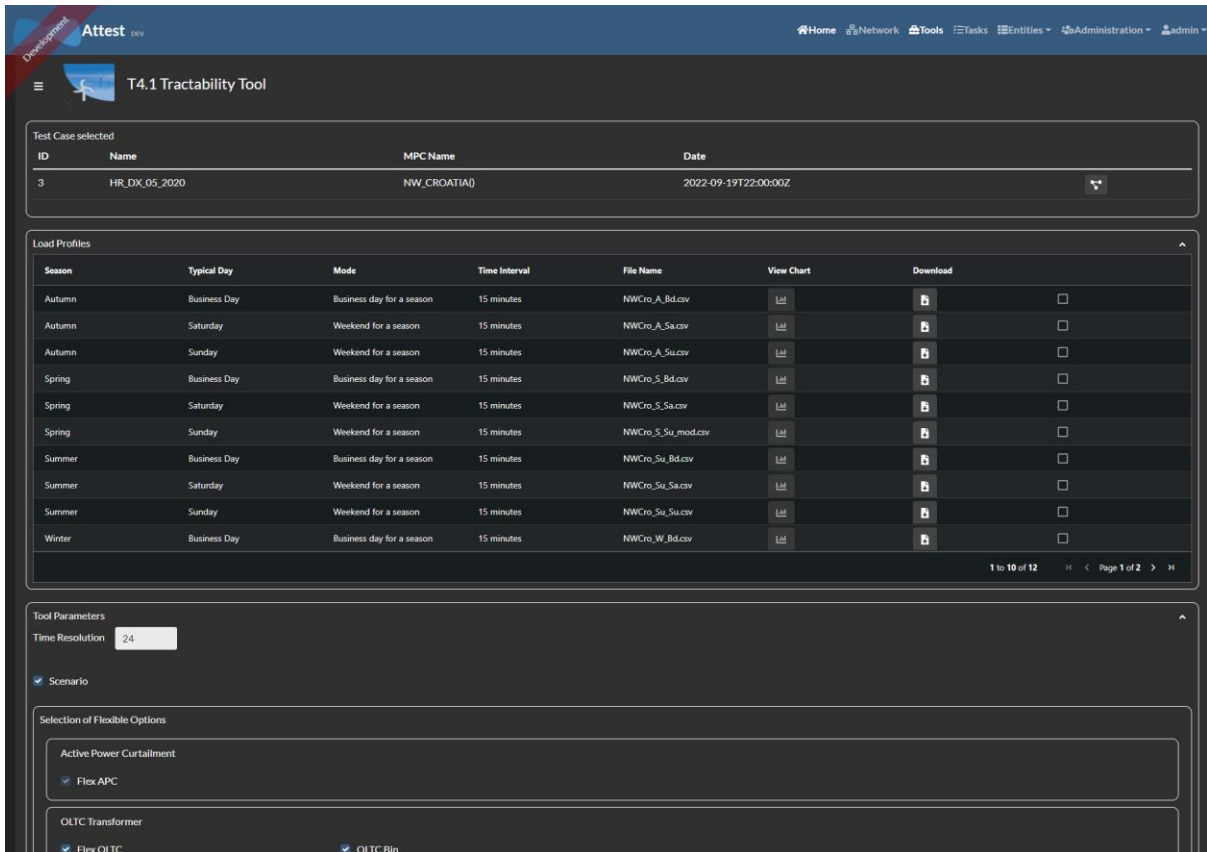 Development
Attest DEV
Home Network Tools Tasks Entities Administration admin
T4.1 Tractability Tool
Test Case selected
ID Name MPC Name Date
3 HR_DX_05_2020 NW_CROATIA() 2022-09-19T22:00:00Z
Load Profiles
Season Typical Day Mode Time Interval File Name View Chart Download
Autumn Business Day Business day for a season 15 minutes NWCro_A_Bd.csv
Autumn Saturday Weekend for a season 15 minutes NWCro_A_Sa.csv
Autumn Sunday Weekend for a season 15 minutes NWCro_A_Su.csv
Spring Business Day Business day for a season 15 minutes NWCro_S_Bd.csv
Spring Saturday Weekend for a season 15 minutes NWCro_S_Sa.csv
Spring Sunday Weekend for a season 15 minutes NWCro_S_Su_mod.csv
Summer Business Day Business day for a season 15 minutes NWCro_Su_Bd.csv
Summer Saturday Weekend for a season 15 minutes NWCro_Su_Sa.csv
Summer Sunday Weekend for a season 15 minutes NWCro_Su_Su.csv
Winter Business Day Business day for a season 15 minutes NWCro_W_Bd.csv
1 to 10 of 12 Page 1 of 2
Tool Parameters
Time Resolution 24
Scenario
Selection of Flexible Options
Active Power Curtailment
Flex APC
OLTC Transformer
Flex OLTC OLTC Bin